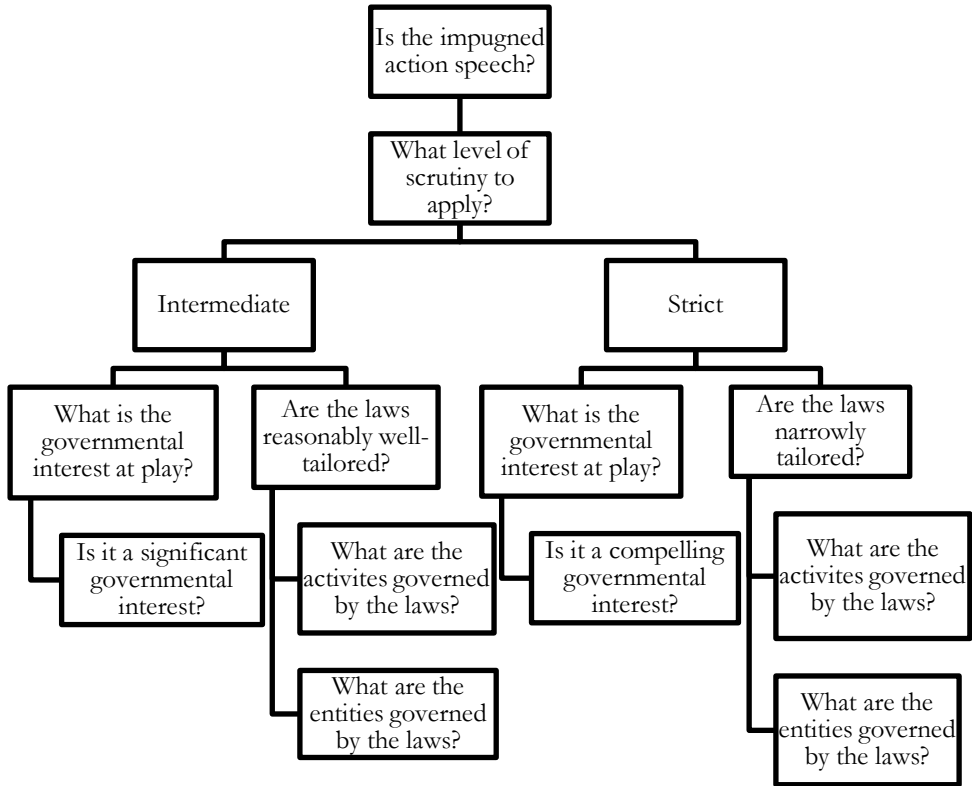 Is the impugned
action speech?
What level of
scrutiny to
apply?
Intermediate
Strict
What is the
governmental
interest at play?
Are the laws
reasonably well-
tailored?
What is the
governmental
interest at play?
Are the laws
narrowly
tailored?
Is it a significant
governmental
interest?
What are the
activites governed
by the laws?
Is it a compelling
governmental
interest?
What are the
activites governed
by the laws?
What are the
entities governed
by the laws?
What are the
entities governed
by the laws?